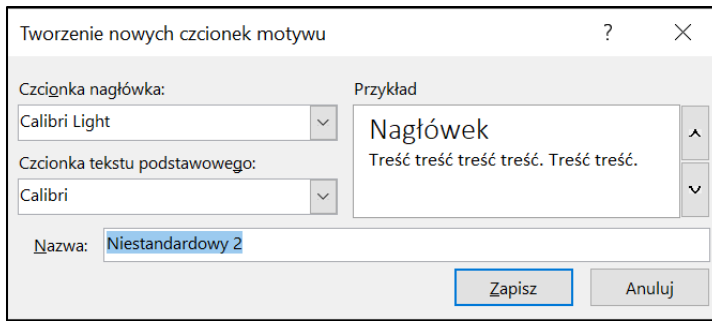 Tworzenie nowych czcionek motywu
Czcionka nagłówka:
Calibri Light
Czcionka tekstu podstawowego:
Calibri
Przykład
Nagłówek
Treść treść treść treść. Treść treść.
Nazwa: Niestandardowy 2
Zapisz Anuluj